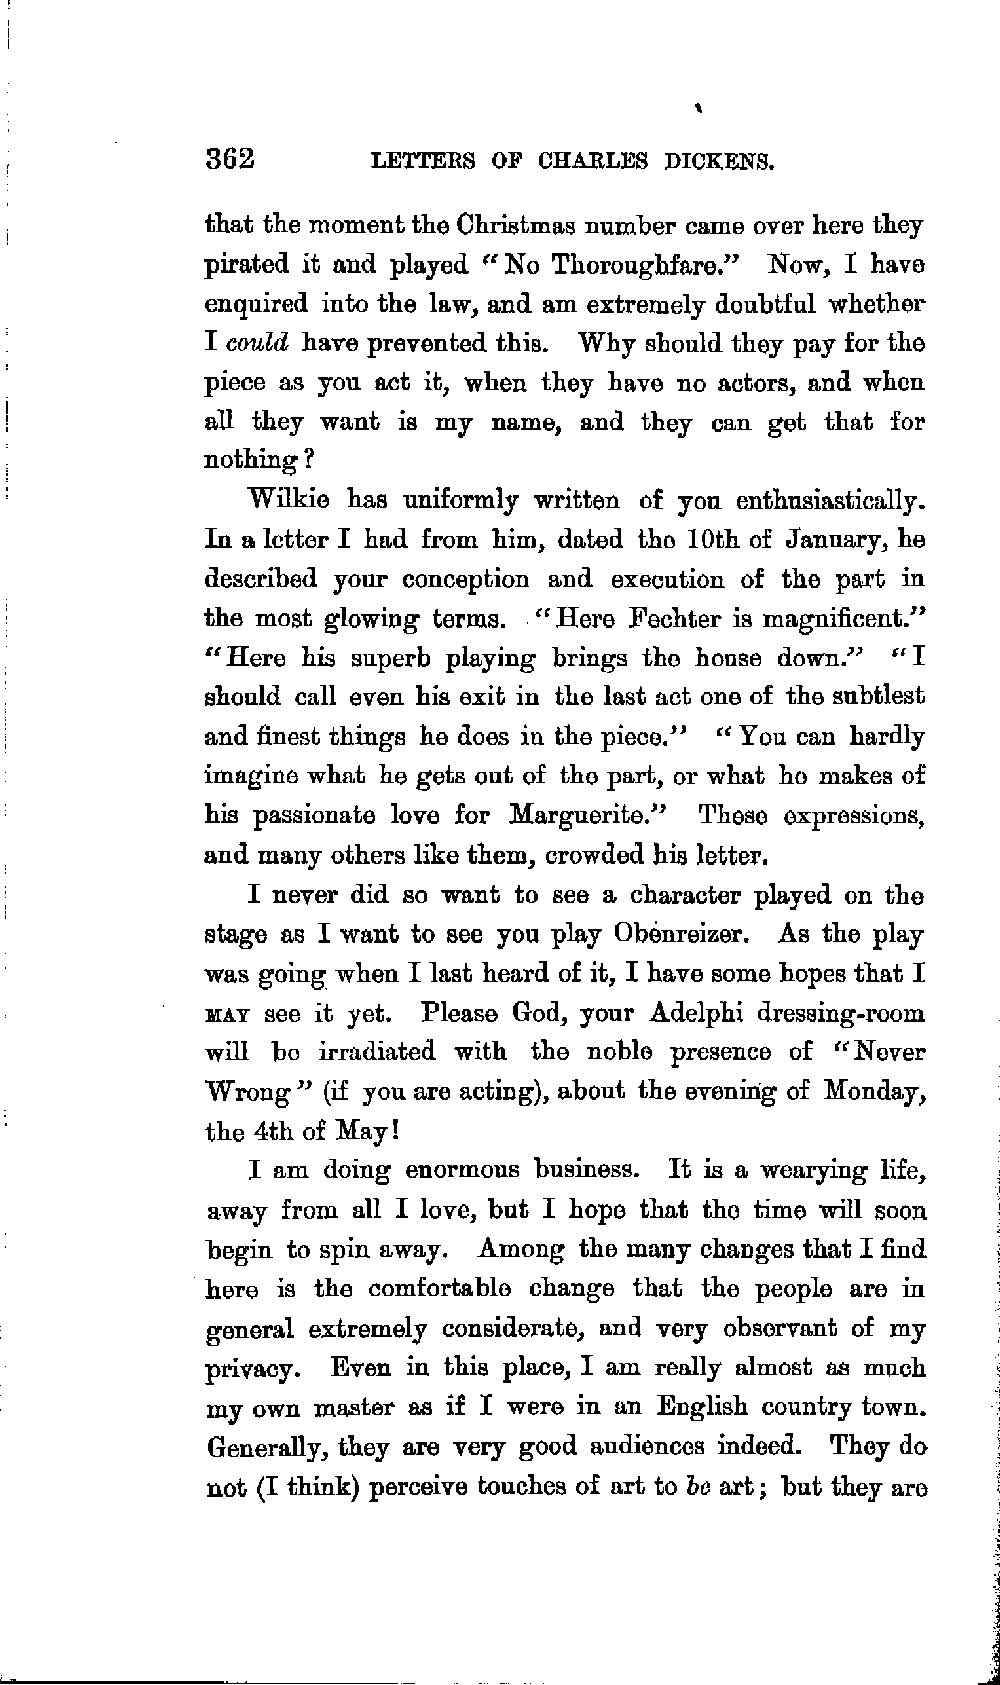 362 LETTERS OF CHARLES DICKENS.
that the moment the Christmas number came over here they
pirated it and played “No Thoroughfare.” Now, I have
enquired into the law, and am extremely doubtful whether
I could have prevented this. Why should they pay for the
piece as you act it, when they have no actors, and when
all they want is my name, and they can get that for
nothing?
Wilkie has uniformly written of you enthusiastically.
In a letter I had from him, dated the 10th of January, he
described your conception and execution of the part in
the most glowing terms. “Here Fechter is magnificent.”
“Here his superb playing brings the house down.” “I
should call even his exit in the last act one of the subtlest
and finest things he does in the piece.” “You can hardly
imagine what he gets out of the part, or what he makes of
his passionate love for Marguerite.” These expressions,
and many others like them, crowded his letter.
I never did so want to see a character played on the
stage as I want to see you play Obenreizer. As the play
was going when I last heard of it, I have some hopes that I
MAY see it yet. Please God, your Adelphi dressing-room
will be irradiated with the noble presence of “Never
Wrong” (if you are acting), about the evening of Monday,
the 4th of May!
I am doing enormous business. It is a wearying life,
away from all I love, but I hope that the time will soon
begin to spin away. Among the many changes that I find
here is the comfortable change that the people are in
general extremely considerate, and very observant of my
privacy. Even in this place, I am really almost as much
my own master as if I were in an English country town.
Generally, they are very good audiences indeed. They do
not (I think) perceive touches of art to be art; but they are